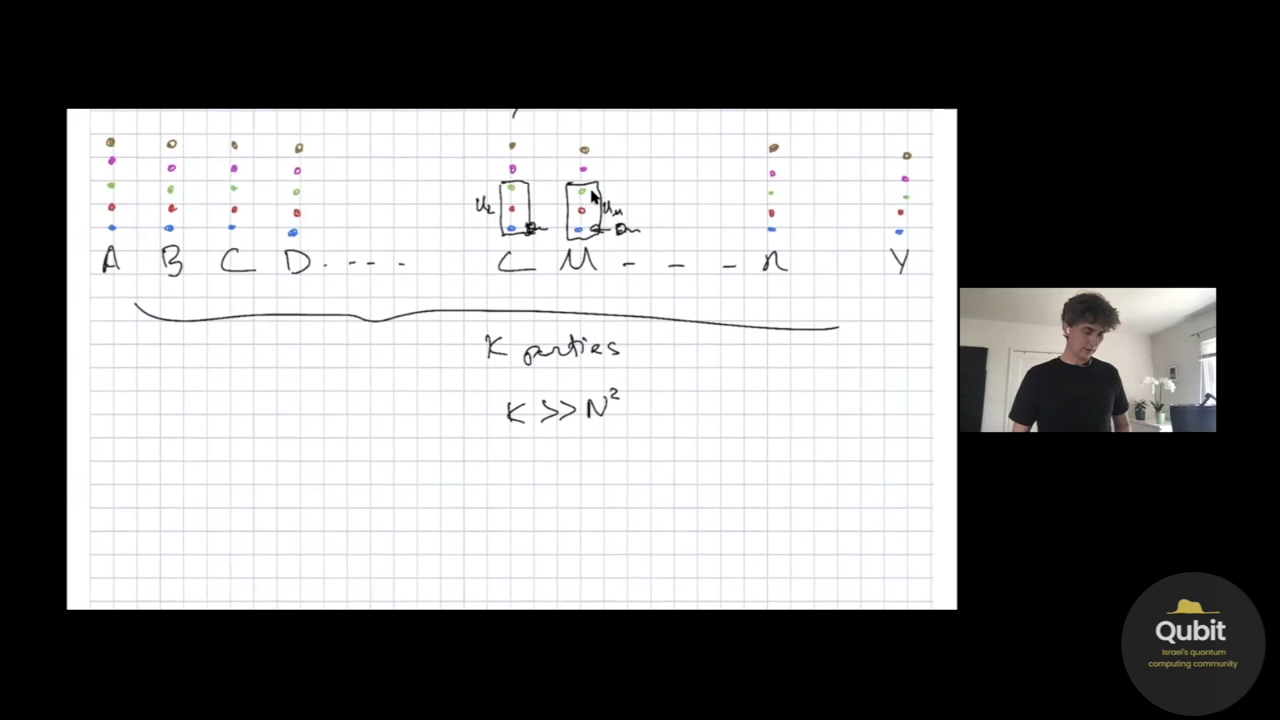 U
A B C D . - - - C M - - - n Y
K parties
K >> N²
Qubit
Israel's quantum
computing community